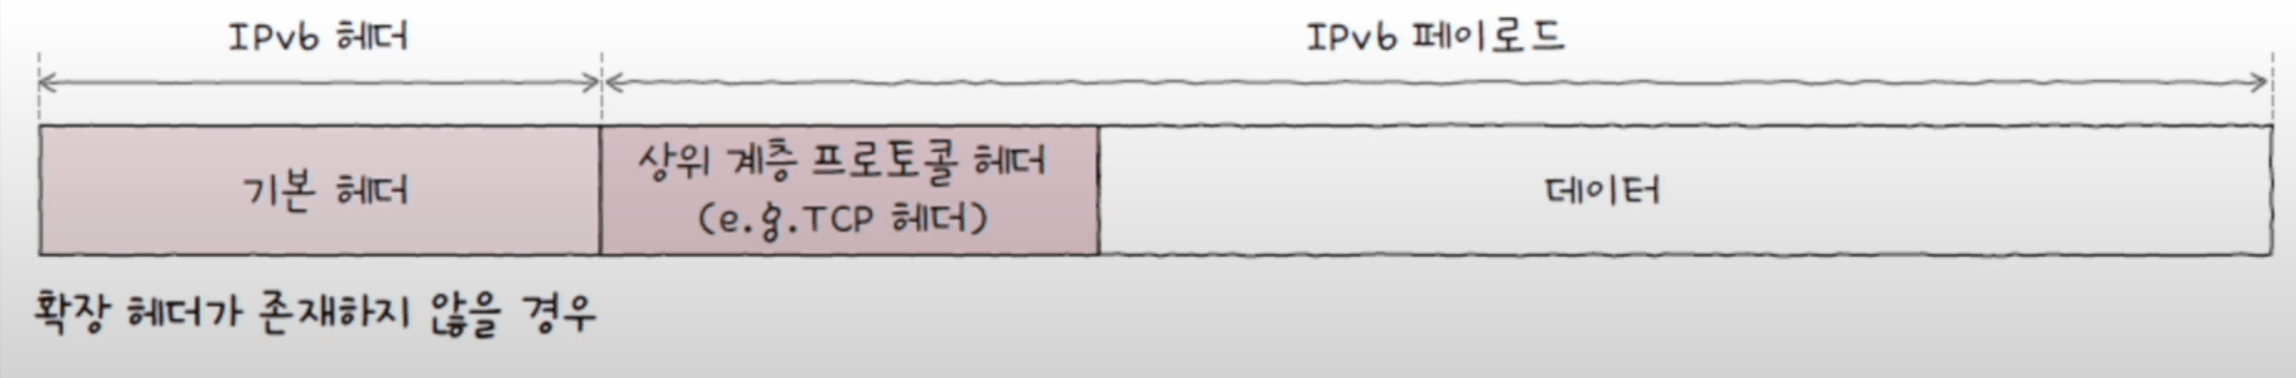 IPv6 헤더
IPv6 페이로드
기본 헤더
상위 계층 프로토콜 헤더
(e.g.TCP 헤더)
데이터
확장 헤더가 존재하지 않을 경우